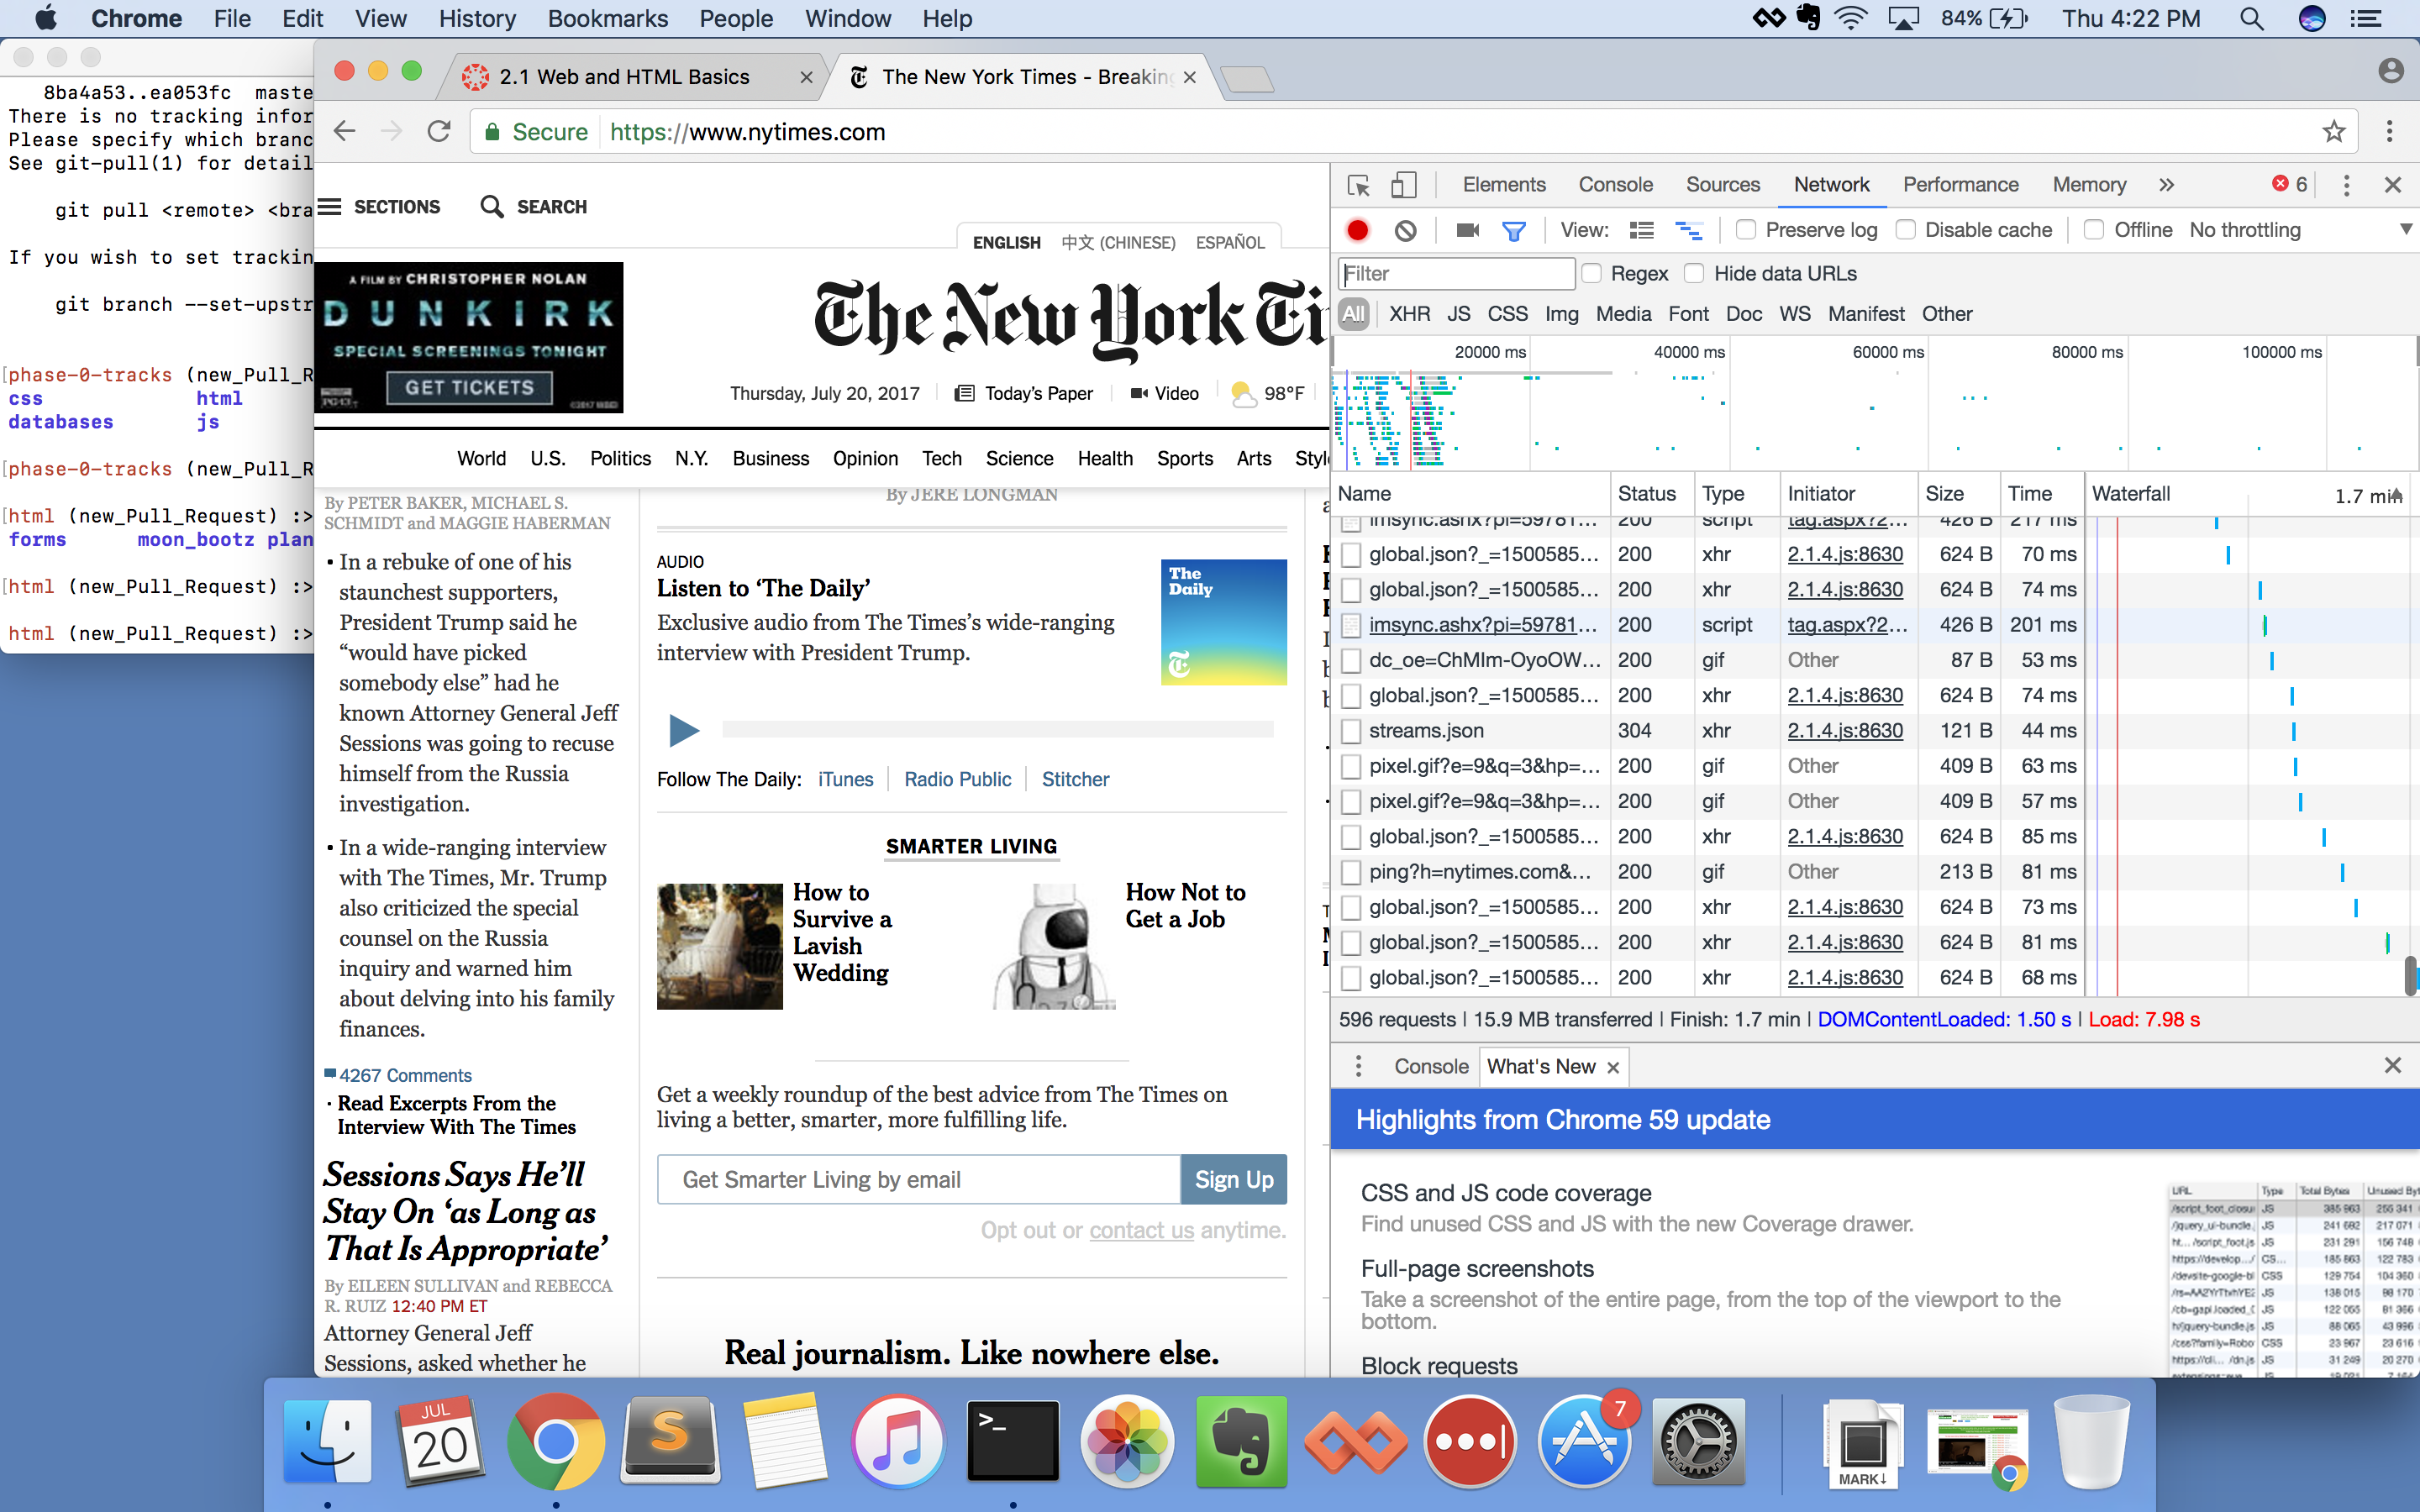 Chrome File Edit View History Bookmarks People Window Help
84% Thu 4:22 PM
8ba4a53..ea053fc maste
There is no tracking infor
Please specify which branc
See git-pull(1) for detail
git pull <remote> <bra
If you wish to set trackin
git branch --set-upstr
[phase-0-tracks (new_Pull_R
css html
databases js
[phase-0-tracks (new_Pull_R
[html (new_Pull_Request) :>
forms moon_bootz plan
[html (new_Pull_Request) :>
html (new_Pull_Request) :>
2.1 Web and HTML Basics
The New York Times - Breaking
Secure https://www.nytimes.com
SECTIONS SEARCH
ENGLISH 中文 (CHINESE) ESPAÑOL
A FILM BY CHRISTOPHER NOLAN
DUNKIRK
SPECIAL SCREENINGS TONIGHT
GET TICKETS
The New York Ti
Thursday, July 20, 2017 Today's Paper Video 98°F
World U.S. Politics N.Y. Business Opinion Tech Science Health Sports Arts Style
By PETER BAKER, MICHAEL S.
SCHMIDT and MAGGIE HABERMAN
• In a rebuke of one of his
staunchest supporters,
President Trump said he
“would have picked
somebody else” had he
known Attorney General Jeff
Sessions was going to recuse
himself from the Russia
investigation.
• In a wide-ranging interview
with The Times, Mr. Trump
also criticized the special
counsel on the Russia
inquiry and warned him
about delving into his family
finances.
4267 Comments
· Read Excerpts From the
Interview With The Times
Sessions Says He’ll
Stay On ‘as Long as
That Is Appropriate’
By EILEEN SULLIVAN and REBECCA
R. RUIZ 12:40 PM ET
Attorney General Jeff
Sessions, asked whether he
By JERE LONGMAN
AUDIO
Listen to ‘The Daily’
Exclusive audio from The Times’s wide-ranging
interview with President Trump.
The
Daily
Follow The Daily: iTunes Radio Public Stitcher
SMARTER LIVING
How to
Survive a
Lavish
Wedding
How Not to
Get a Job
Get a weekly roundup of the best advice from The Times on
living a better, smarter, more fulfilling life.
Get Smarter Living by email Sign Up
Opt out or contact us anytime.
Real journalism. Like nowhere else.
Elements Console Sources Network Performance Memory » 6
View: Preserve log Disable cache Offline No throttling
Filter Regex Hide data URLs
All XHR JS CSS Img Media Font Doc WS Manifest Other
20000 ms 40000 ms 60000 ms 80000 ms 100000 ms
Name Status Type Initiator Size Time Waterfall 1.7 min
imsync.ashx?pi=59781... 200 script tag.aspx?2... 426 B 217 ms
global.json?_=1500585... 200 xhr 2.1.4.js:8630 624 B 70 ms
global.json?_=1500585... 200 xhr 2.1.4.js:8630 624 B 74 ms
imsync.ashx?pi=59781... 200 script tag.aspx?2... 426 B 201 ms
dc_oe=ChMIm-OyoOW... 200 gif Other 87 B 53 ms
global.json?_=1500585... 200 xhr 2.1.4.js:8630 624 B 74 ms
streams.json 304 xhr 2.1.4.js:8630 121 B 44 ms
pixel.gif?e=9&q=3&hp=... 200 gif Other 409 B 63 ms
pixel.gif?e=9&q=3&hp=... 200 gif Other 409 B 57 ms
global.json?_=1500585... 200 xhr 2.1.4.js:8630 624 B 85 ms
ping?h=nytimes.com&... 200 gif Other 213 B 81 ms
global.json?_=1500585... 200 xhr 2.1.4.js:8630 624 B 73 ms
global.json?_=1500585... 200 xhr 2.1.4.js:8630 624 B 81 ms
global.json?_=1500585... 200 xhr 2.1.4.js:8630 624 B 68 ms
596 requests | 15.9 MB transferred | Finish: 1.7 min | DOMContentLoaded: 1.50 s | Load: 7.98 s
Console What's New
Highlights from Chrome 59 update
CSS and JS code coverage
Find unused CSS and JS with the new Coverage drawer.
Full-page screenshots
Take a screenshot of the entire page, from the top of the viewport to the
bottom.
Block requests
URL Type Total Bytes
JUL
20
7
MARK↓